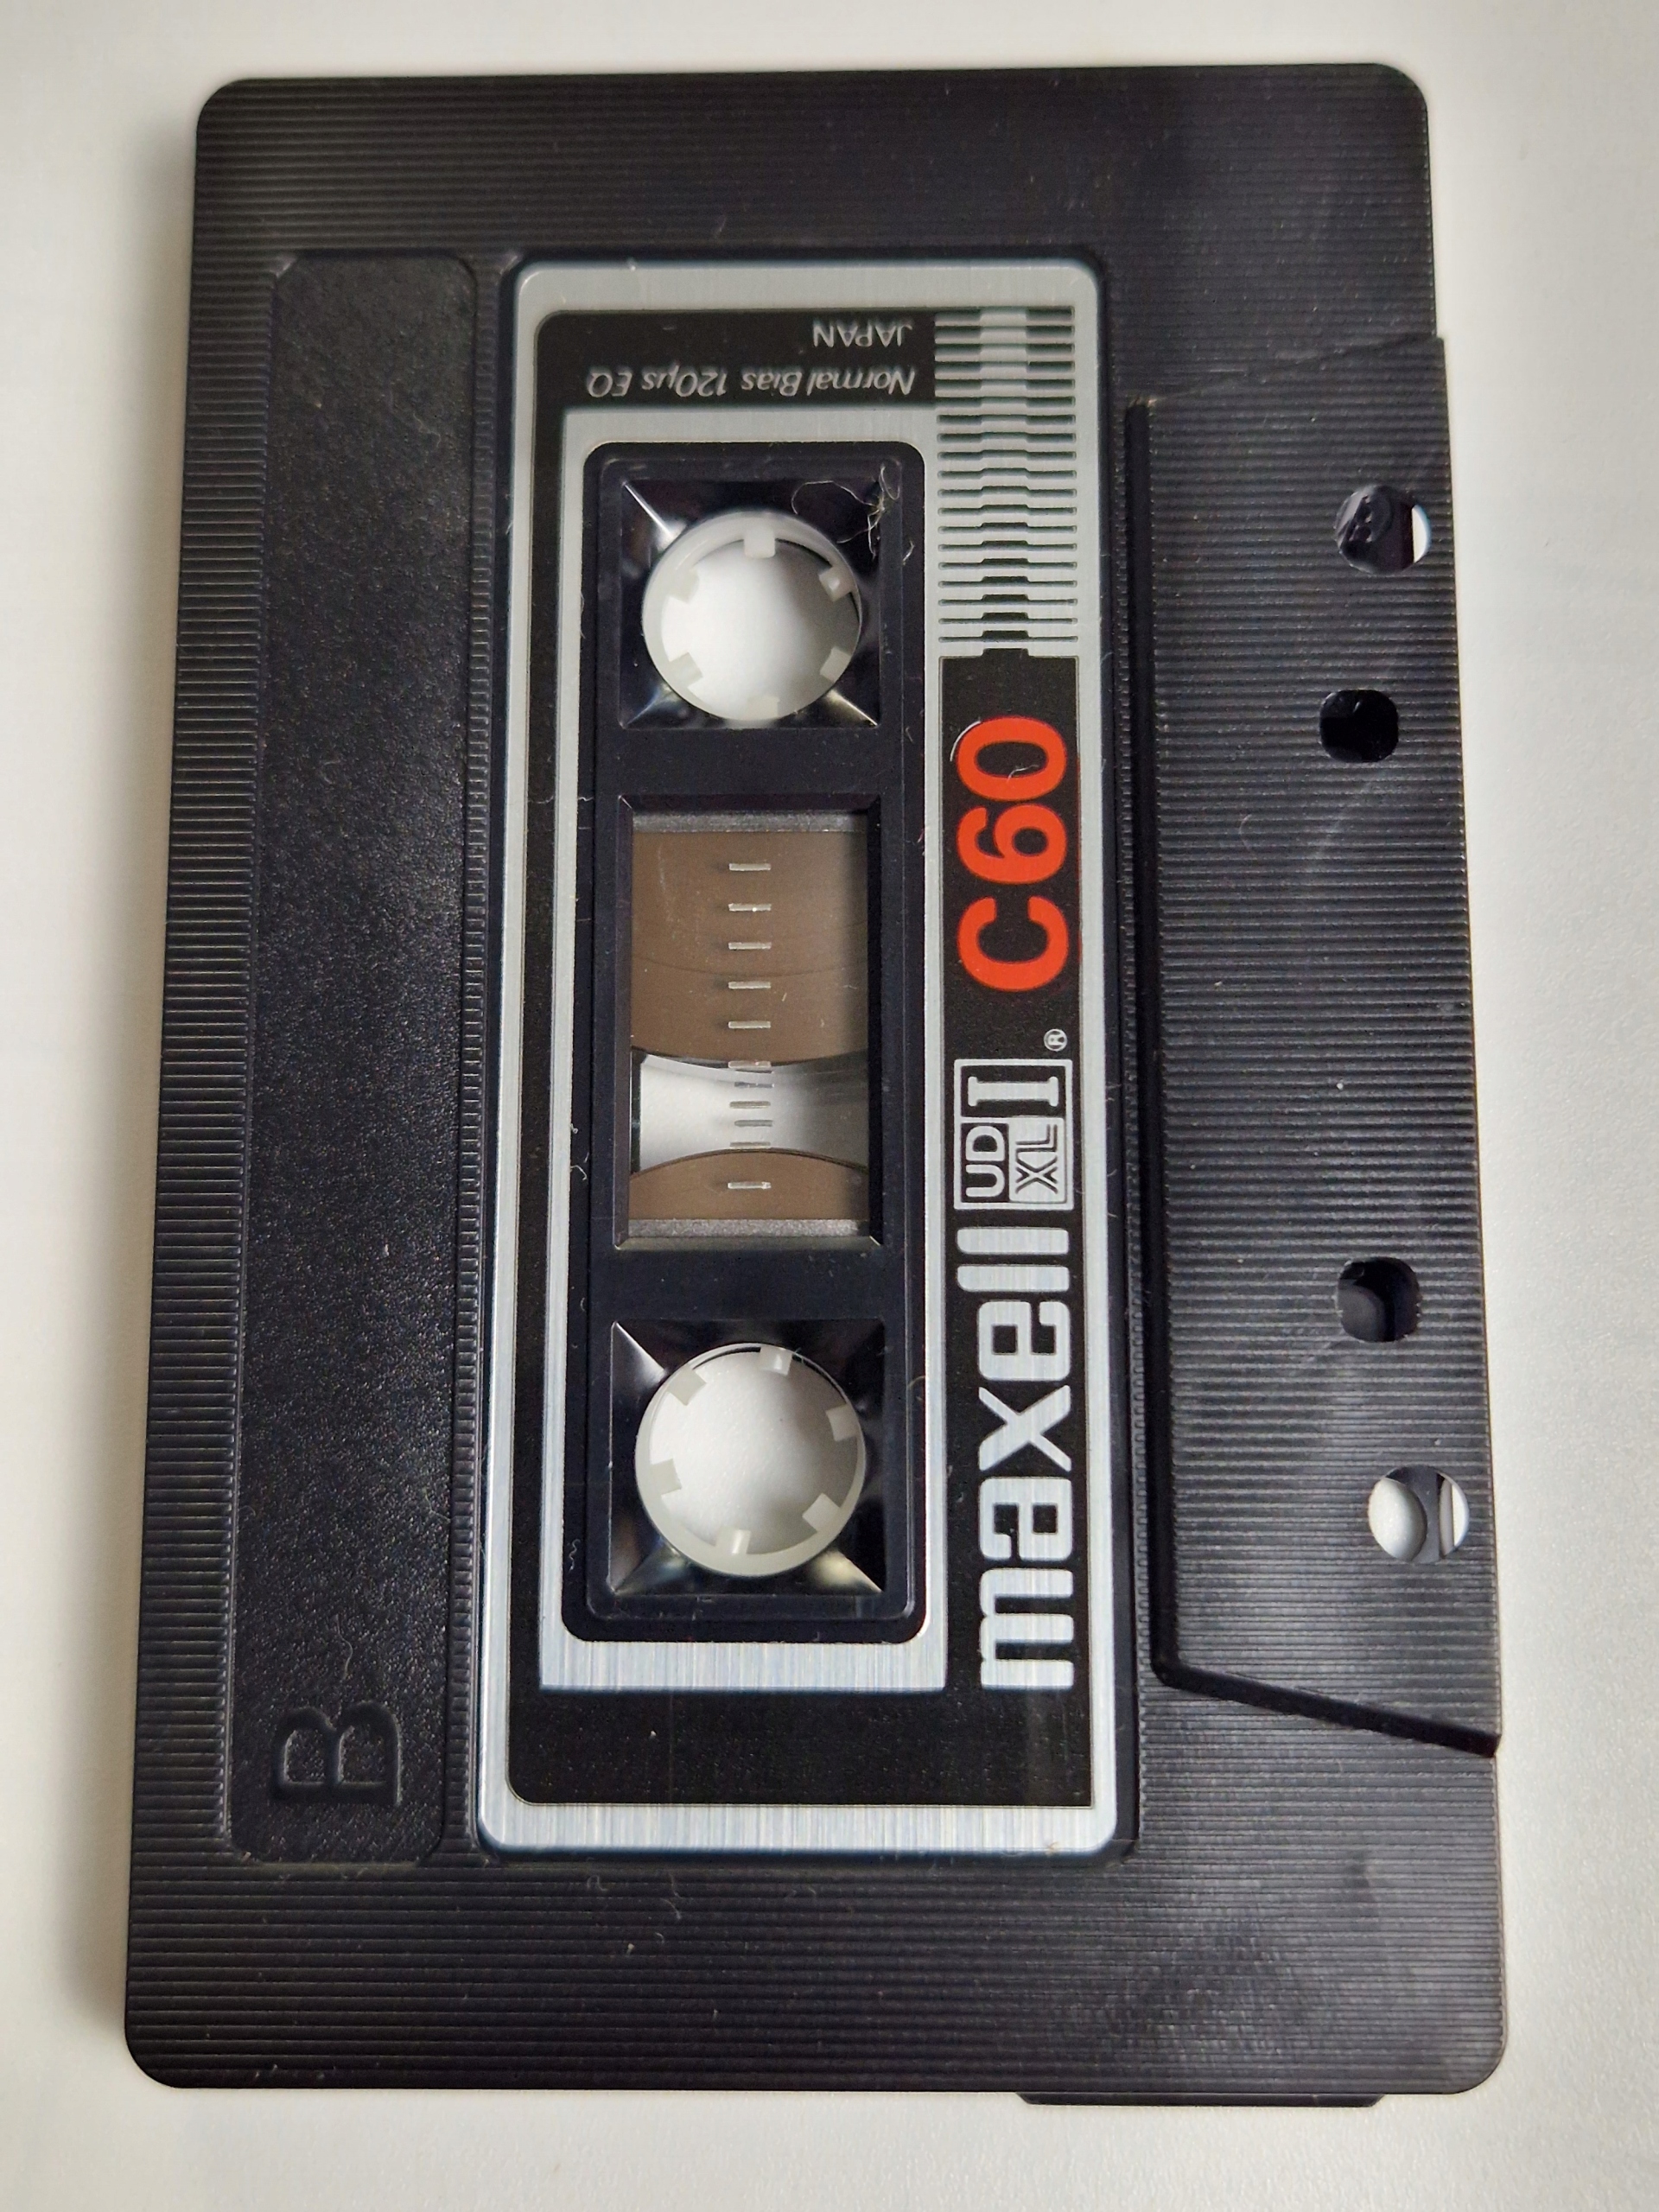 B
Normal Bias 120µs EQ
JAPAN
maxell UD XL I ® C60